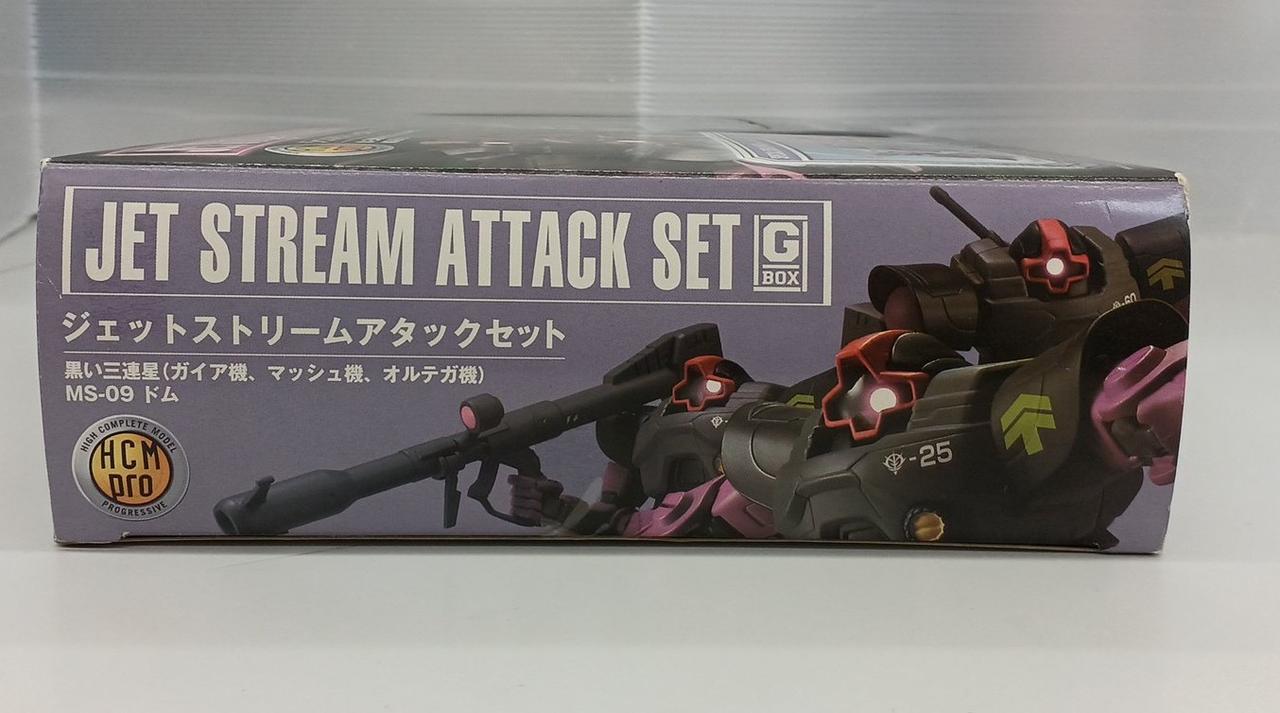 JET STREAM ATTACK SET G BOX
ジェットストリームアタックセット
黒い三連星(ガイア機、マッシュ機、オルテガ機)
MS-09 ドム
HIGH COMPLETE MODEL
HCM
pro
PROGRESSIVE
-60
-25